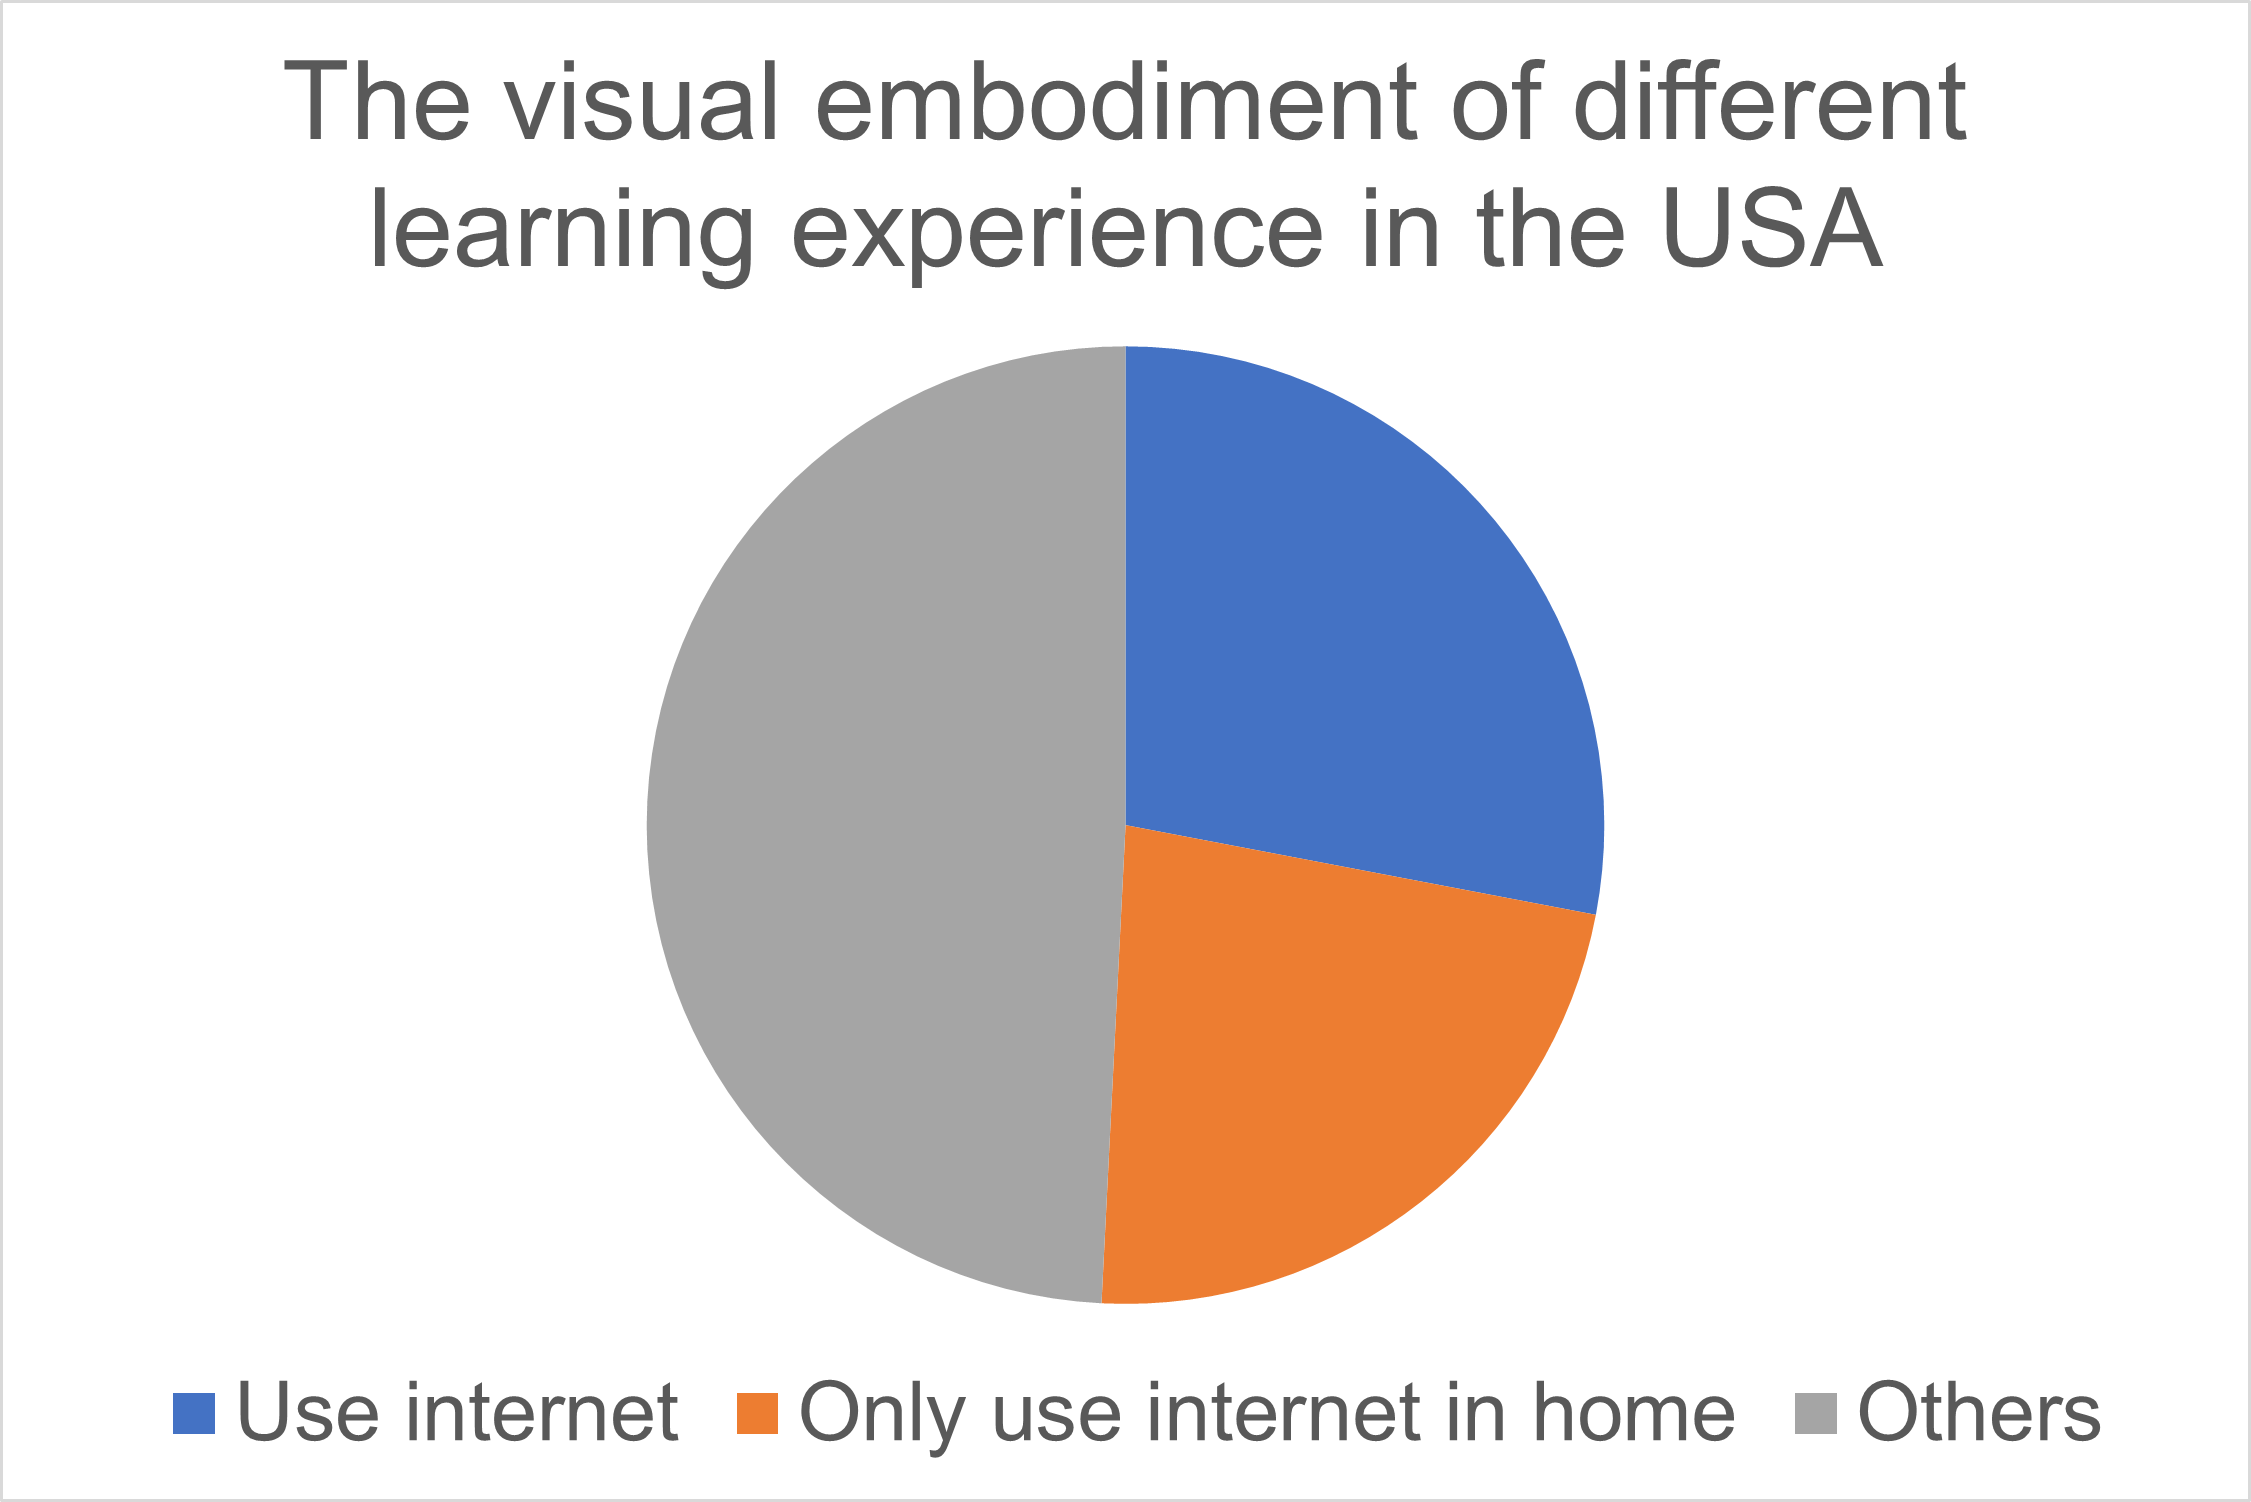 The visual embodiment of different
learning experience in the USA
Use internet Only use internet in home Others